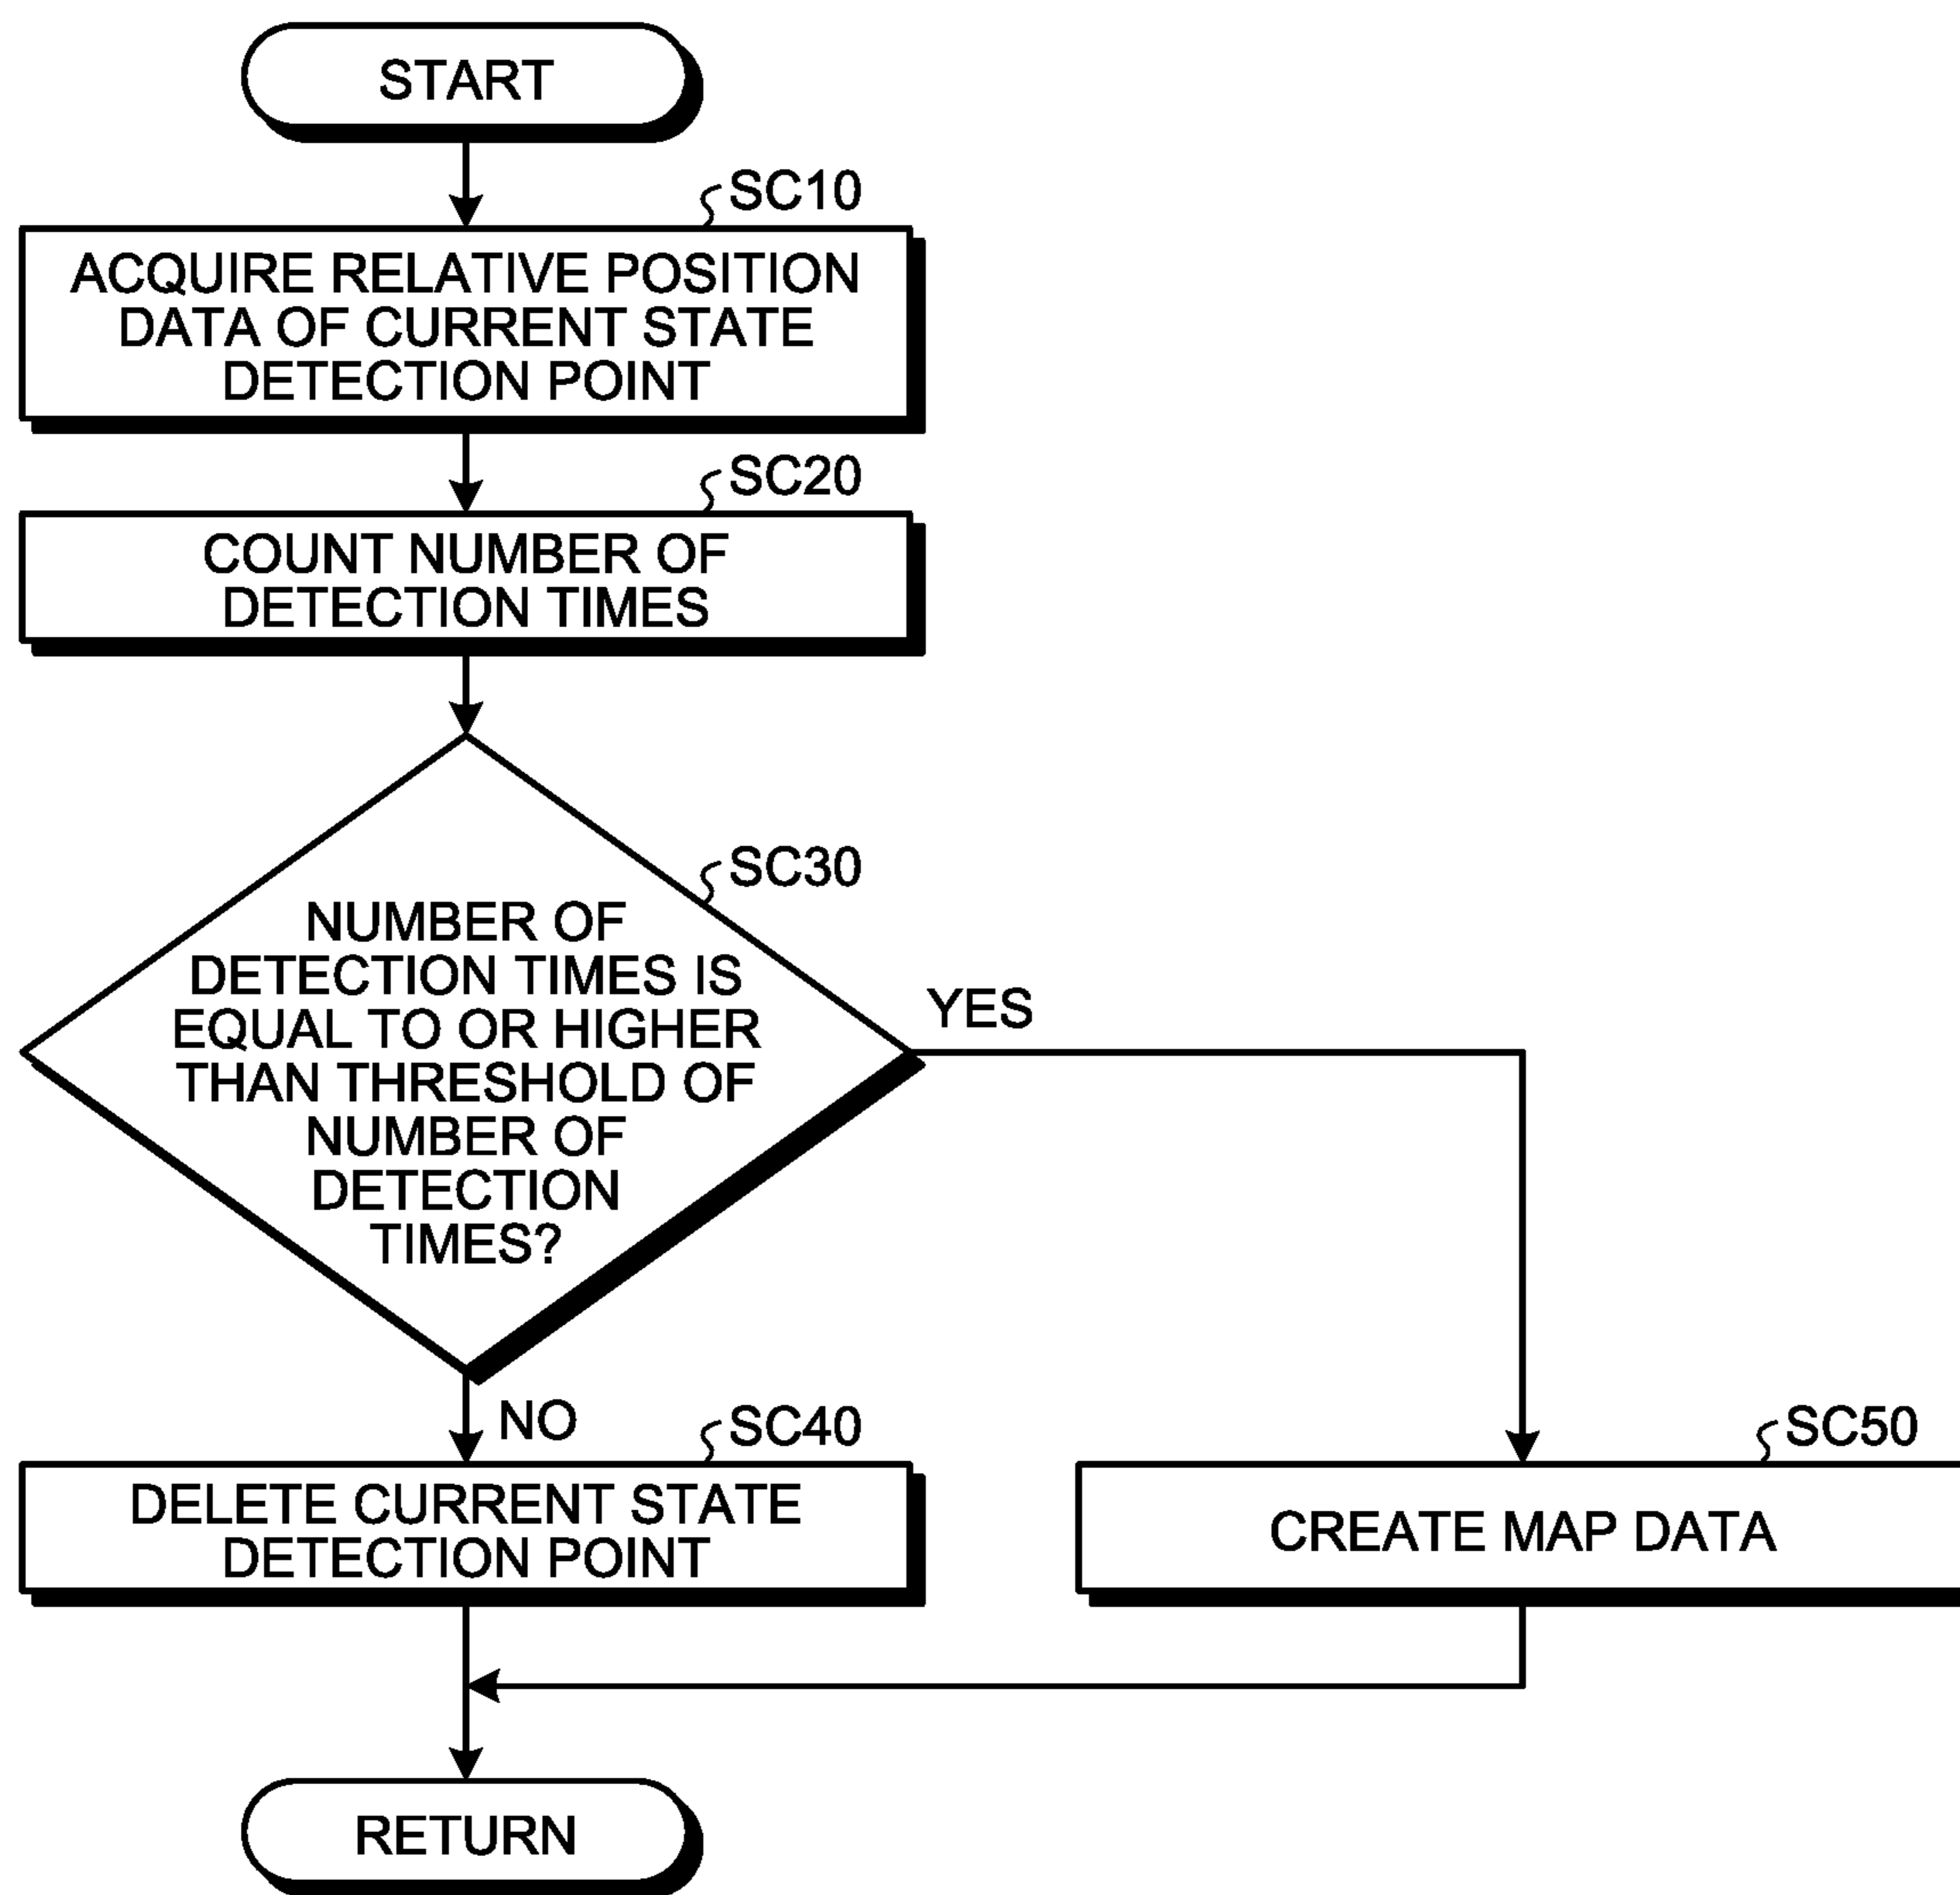 START
SC10
ACQUIRE RELATIVE POSITION
DATA OF CURRENT STATE
DETECTION POINT
SC20
COUNT NUMBER OF
DETECTION TIMES
SC30
NUMBER OF
DETECTION TIMES IS
EQUAL TO OR HIGHER
THAN THRESHOLD OF
NUMBER OF
DETECTION
TIMES?
YES
NO
SC40
DELETE CURRENT STATE
DETECTION POINT
SC50
CREATE MAP DATA
RETURN